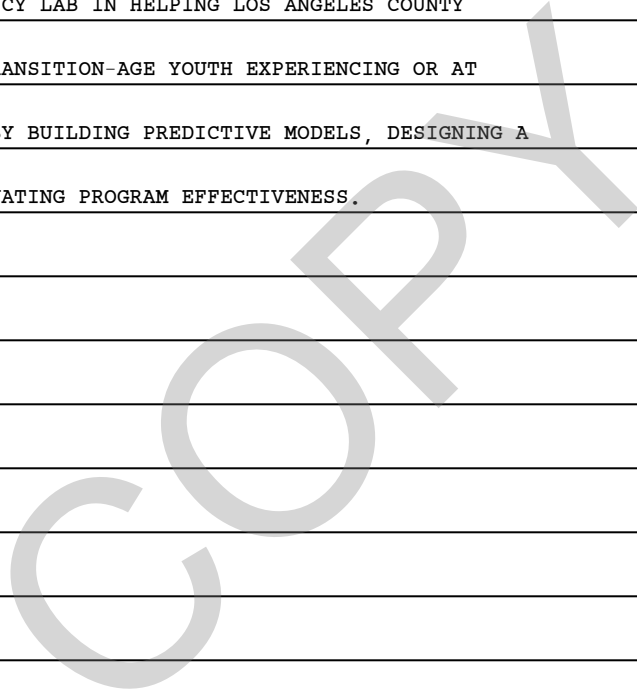 CY LAB IN HELPING LOS ANGELES COUNTY
ANSITION-AGE YOUTH EXPERIENCING OR AT
BY BUILDING PREDICTIVE MODELS, DESIGNING A
ATING PROGRAM EFFECTIVENESS.
COPY